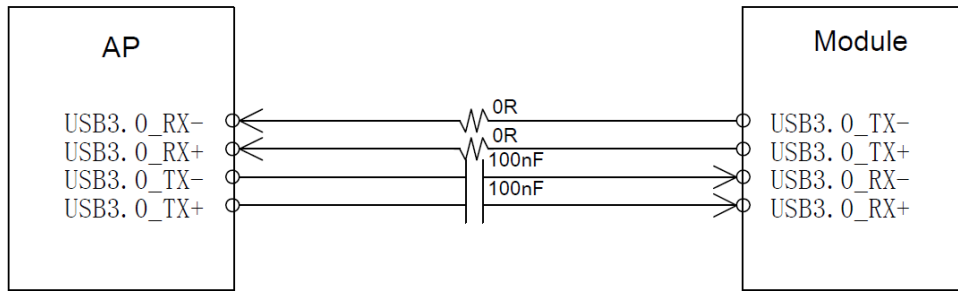 AP
Module
USB3.0_RX- 0R USB3.0_TX-
USB3.0_RX+ 0R USB3.0_TX+
USB3.0_TX- 100nF USB3.0_RX-
USB3.0_TX+ 100nF USB3.0_RX+